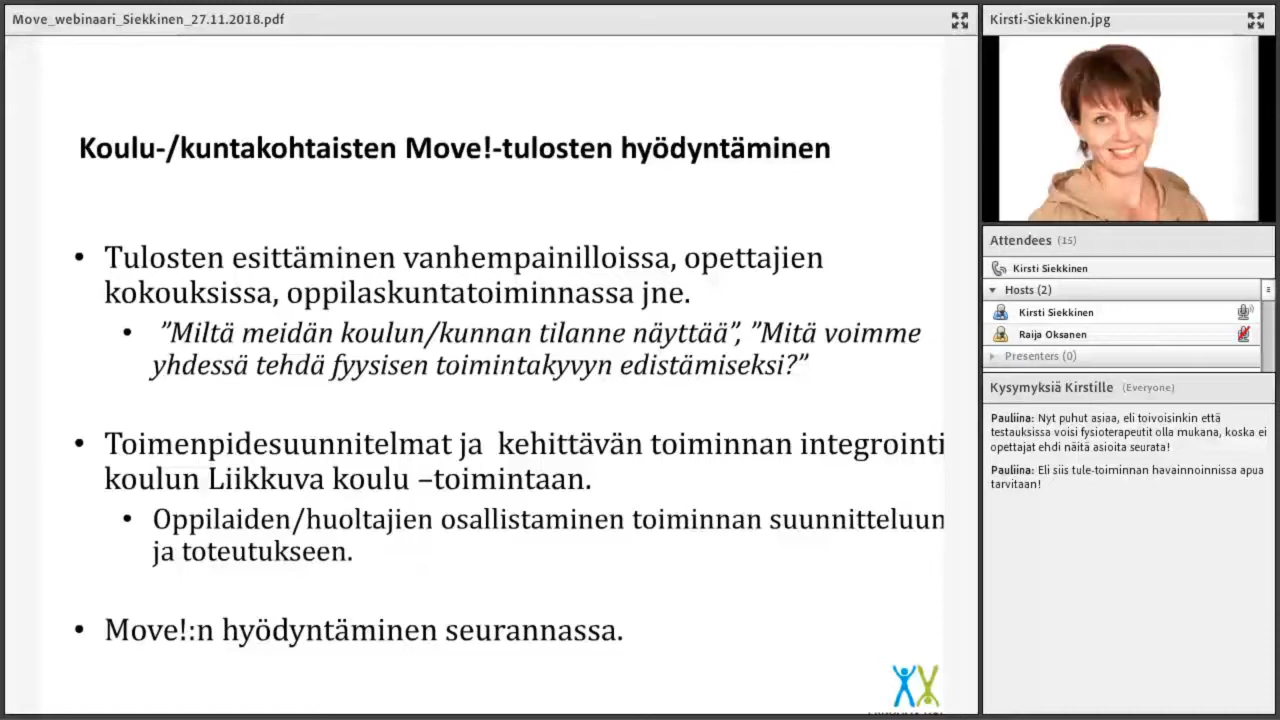 Move_webinaari_Siekkinen_27.11.2018.pdf
Koulu-/kuntakohtaisten Move!-tulosten hyödyntäminen
• Tulosten esittäminen vanhempainilloissa, opettajien
kokouksissa, oppilaskuntatoiminnassa jne.
• ”Miltä meidän koulun/kunnan tilanne näyttää”, ”Mitä voimme
yhdessä tehdä fyysisen toimintakyvyn edistämiseksi?”
• Toimenpidesuunnitelmat ja kehittävän toiminnan integrointi
koulun Liikkuva koulu –toimintaan.
• Oppilaiden/huoltajien osallistaminen toiminnan suunnitteluun
ja toteutukseen.
• Move!:n hyödyntäminen seurannassa.
Kirsti-Siekkinen.jpg
Attendees (15)
Kirsti Siekkinen
Hosts (2)
Kirsti Siekkinen
Raija Oksanen
Presenters (0)
Kysymyksiä Kirstille (Everyone)
Pauliina: Nyt puhut asiaa, eli toivoisinkin että
testauksissa voisi fysioterapeutit olla mukana, koska ei
opettajat ehdi näitä asioita seurata!
Pauliina: Eli siis tule-toiminnan havainnoinnissa apua
tarvitaan!